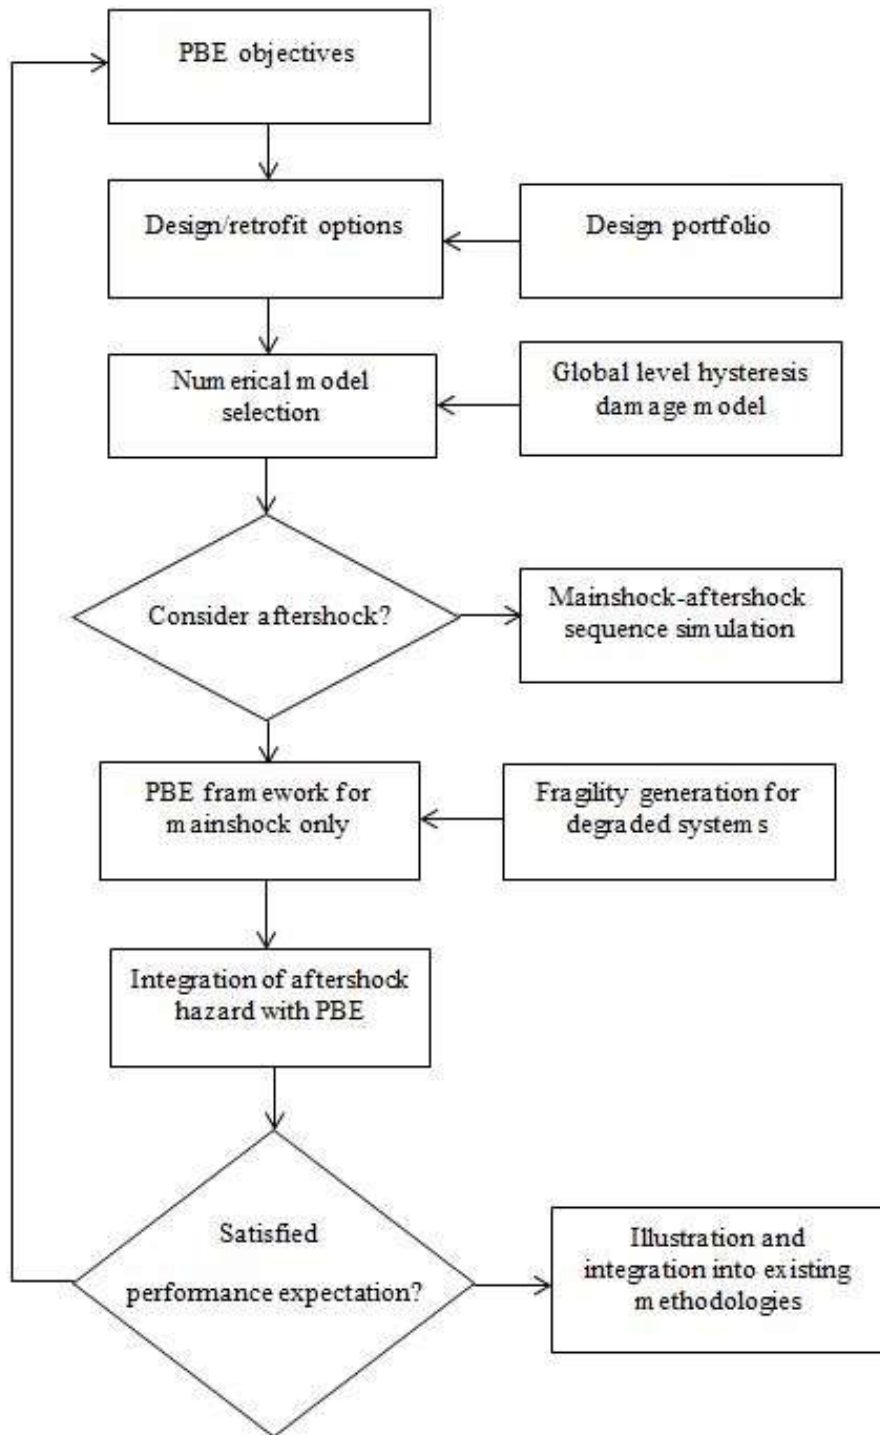 PBE objectives
Design/retrofit options
Design portfolio
Numerical model
selection
Global level hysteresis
damage model
Consider aftershock?
Mainshock-aftershock
sequence simulation
PBE framework for
mainshock only
Fragility generation for
degraded systems
Integration of aftershock
hazard with PBE
Satisfied
performance expectation?
Illustration and
integration into existing
methodologies